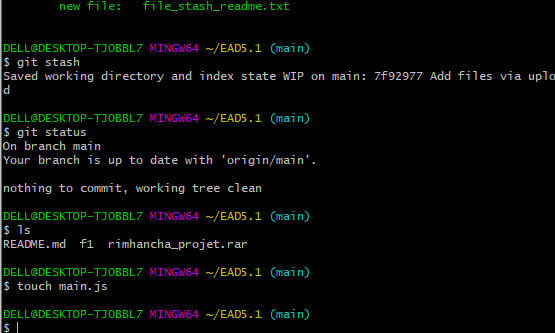 new file:   file_stash_readme.txt
DELL@DESKTOP-TJOBBL7 MINGW64 ~/EAD5.1 (main)
$ git stash
Saved working directory and index state WIP on main: 7f92977 Add files via uplo
d
DELL@DESKTOP-TJOBBL7 MINGW64 ~/EAD5.1 (main)
$ git status
On branch main
Your branch is up to date with 'origin/main'.
nothing to commit, working tree clean
DELL@DESKTOP-TJOBBL7 MINGW64 ~/EAD5.1 (main)
$ ls
README.md  f1  rimhancha_projet.rar
DELL@DESKTOP-TJOBBL7 MINGW64 ~/EAD5.1 (main)
$ touch main.js
DELL@DESKTOP-TJOBBL7 MINGW64 ~/EAD5.1 (main)
$